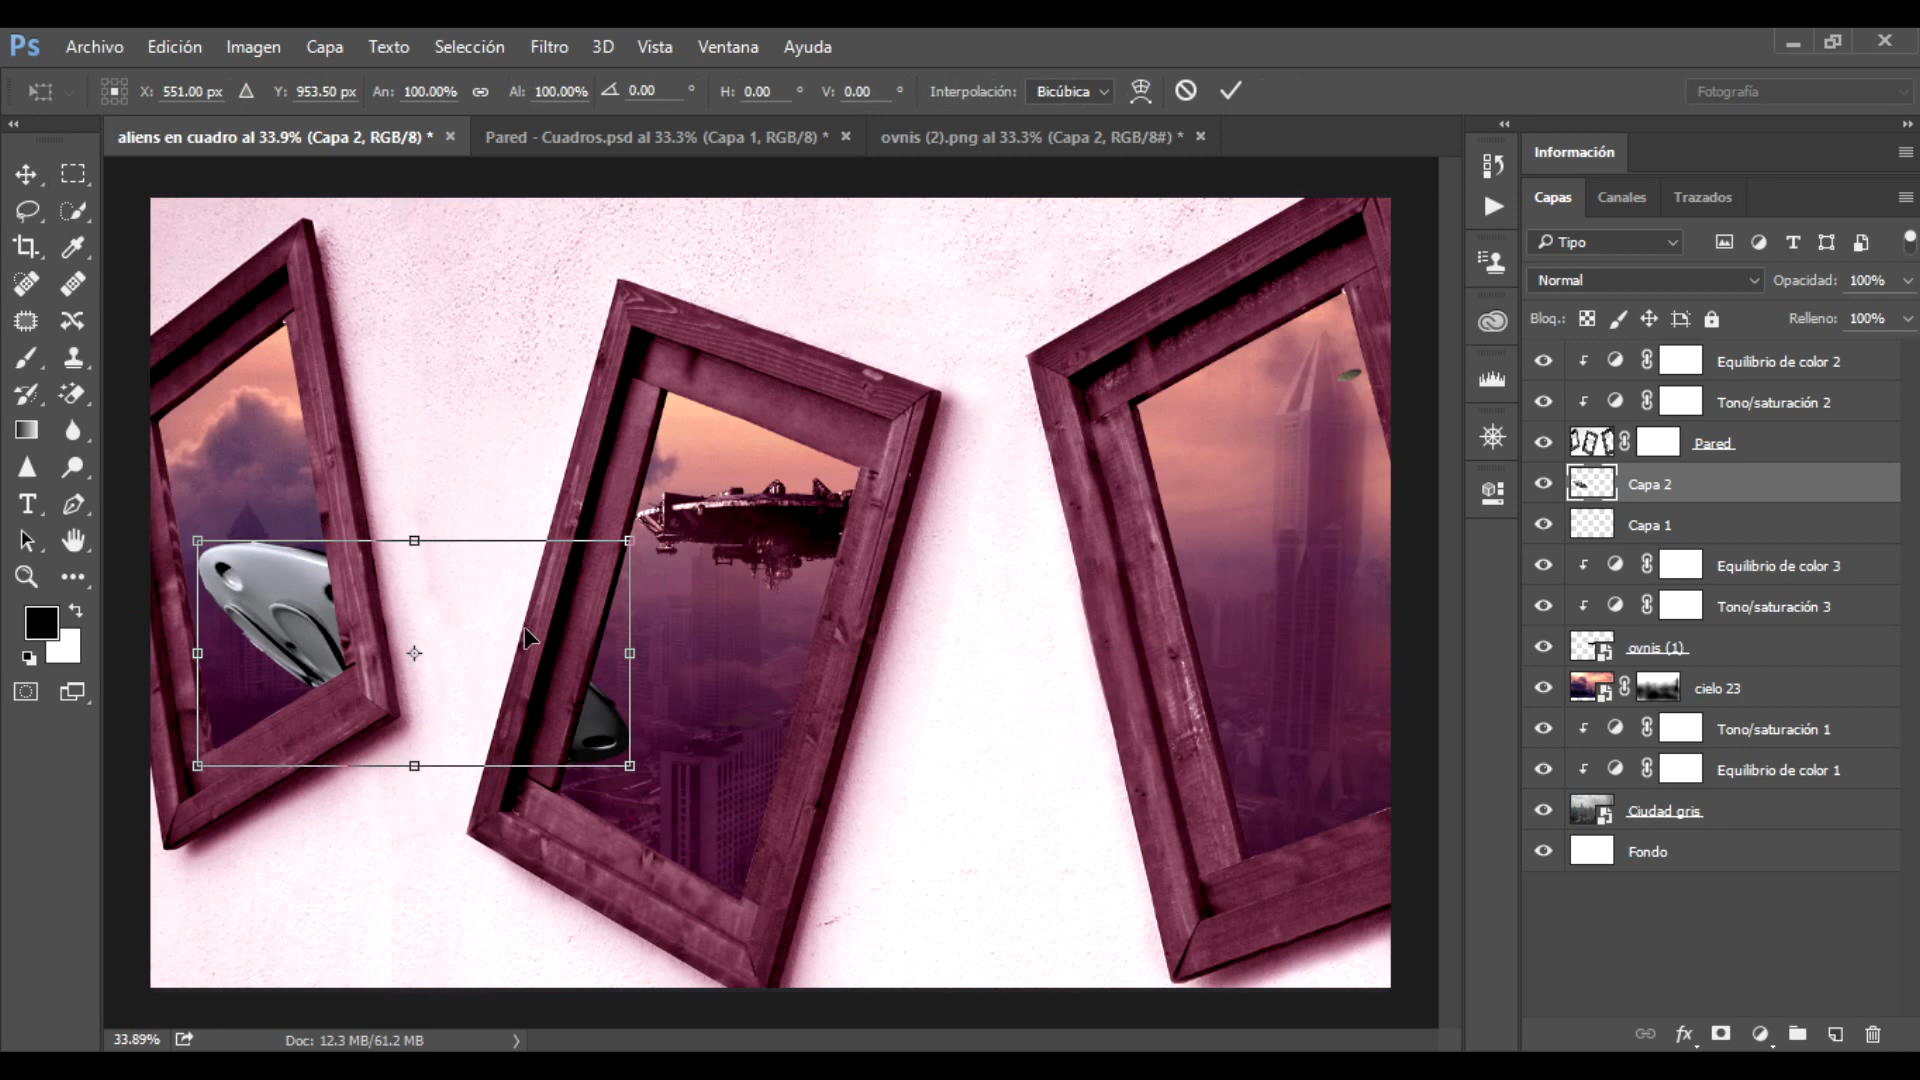 Ps Archivo Edición Imagen Capa Texto Selección Filtro 3D Vista Ventana Ayuda
X: 551.00 px Y: 953.50 px An: 100.00% Al: 100.00% 0.00 ° H: 0.00 ° V: 0.00 ° Interpolación: Bicúbica Fotografía
aliens en cuadro al 33.9% (Capa 2, RGB/8) * Pared - Cuadros.psd al 33.3% (Capa 1, RGB/8) * ovnis (2).png al 33.3% (Capa 2, RGB/8#) *
Información
Capas Canales Trazados
Tipo
Normal Opacidad: 100%
Bloq.: Relleno: 100%
Equilibrio de color 2
Tono/saturación 2
Pared
Capa 2
Capa 1
Equilibrio de color 3
Tono/saturación 3
ovnis (1)
cielo 23
Tono/saturación 1
Equilibrio de color 1
Ciudad gris
Fondo
33.89% Doc: 12.3 MB/61.2 MB